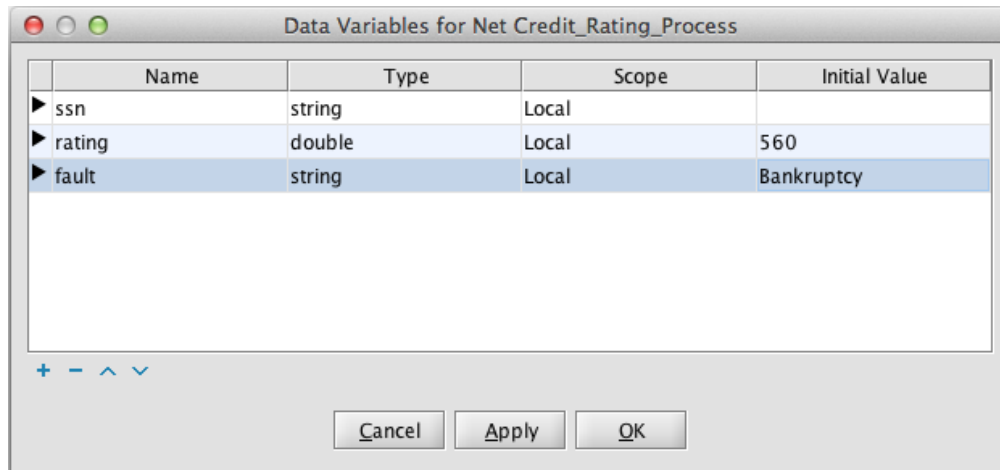 Data Variables for Net Credit_Rating_Process
Name Type Scope Initial Value
ssn string Local
rating double Local 560
fault string Local Bankruptcy
Cancel Apply OK